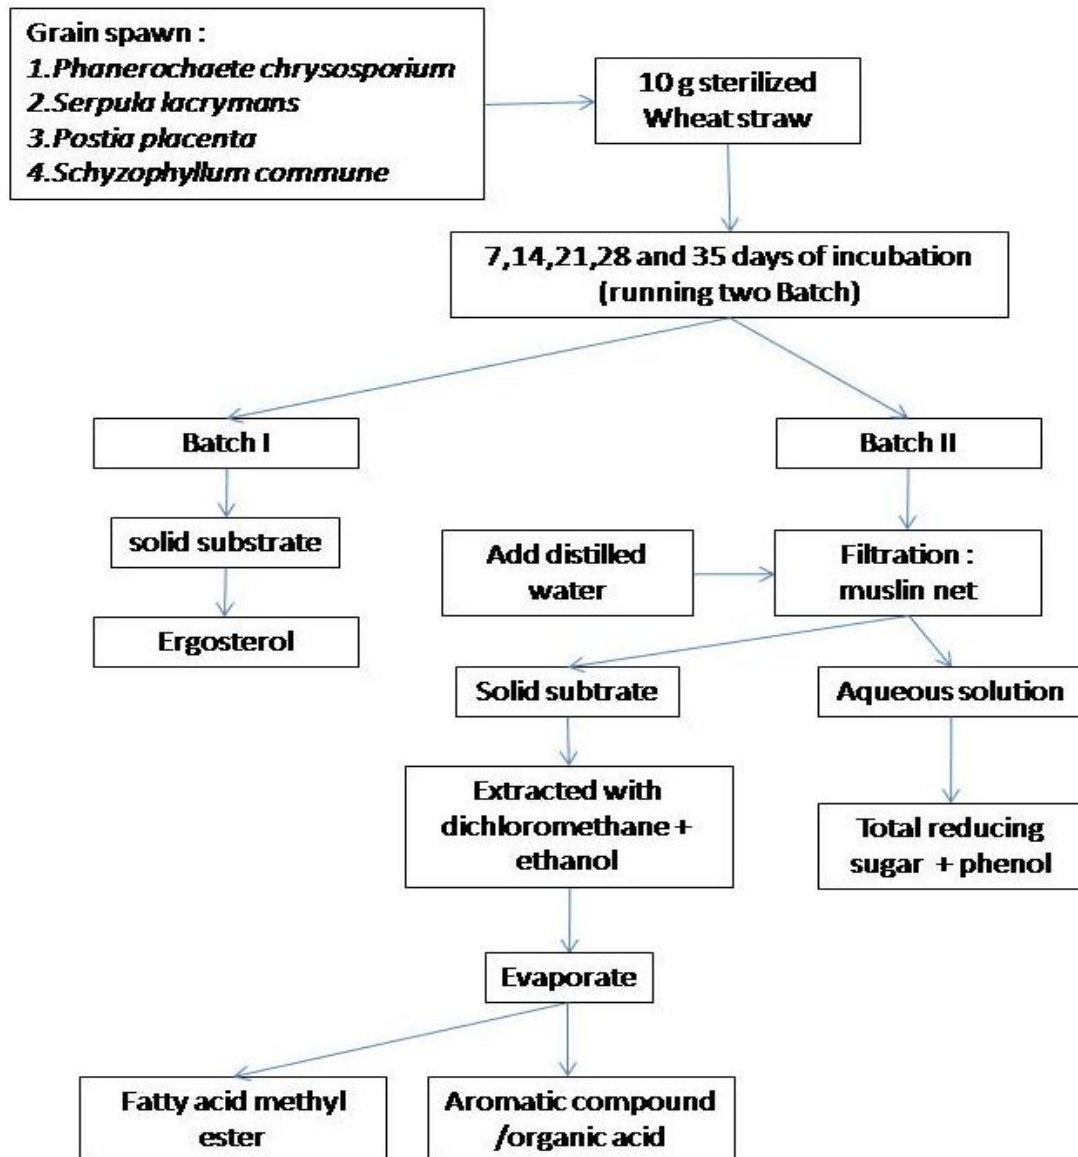 Grain spawn :
1.Phanerochaete chrysosporium
2.Serpula lacrymans
3.Postia placenta
4.Schyzophyllum commune
10 g sterilized
Wheat straw
7,14,21,28 and 35 days of incubation
(running two Batch)
Batch I
Batch II
solid substrate
Add distilled
water
Filtration :
muslin net
Ergosterol
Solid subtrate
Aqueous solution
Extracted with
dichloromethane +
ethanol
Total reducing
sugar + phenol
Evaporate
Fatty acid methyl
ester
Aromatic compound
/organic acid